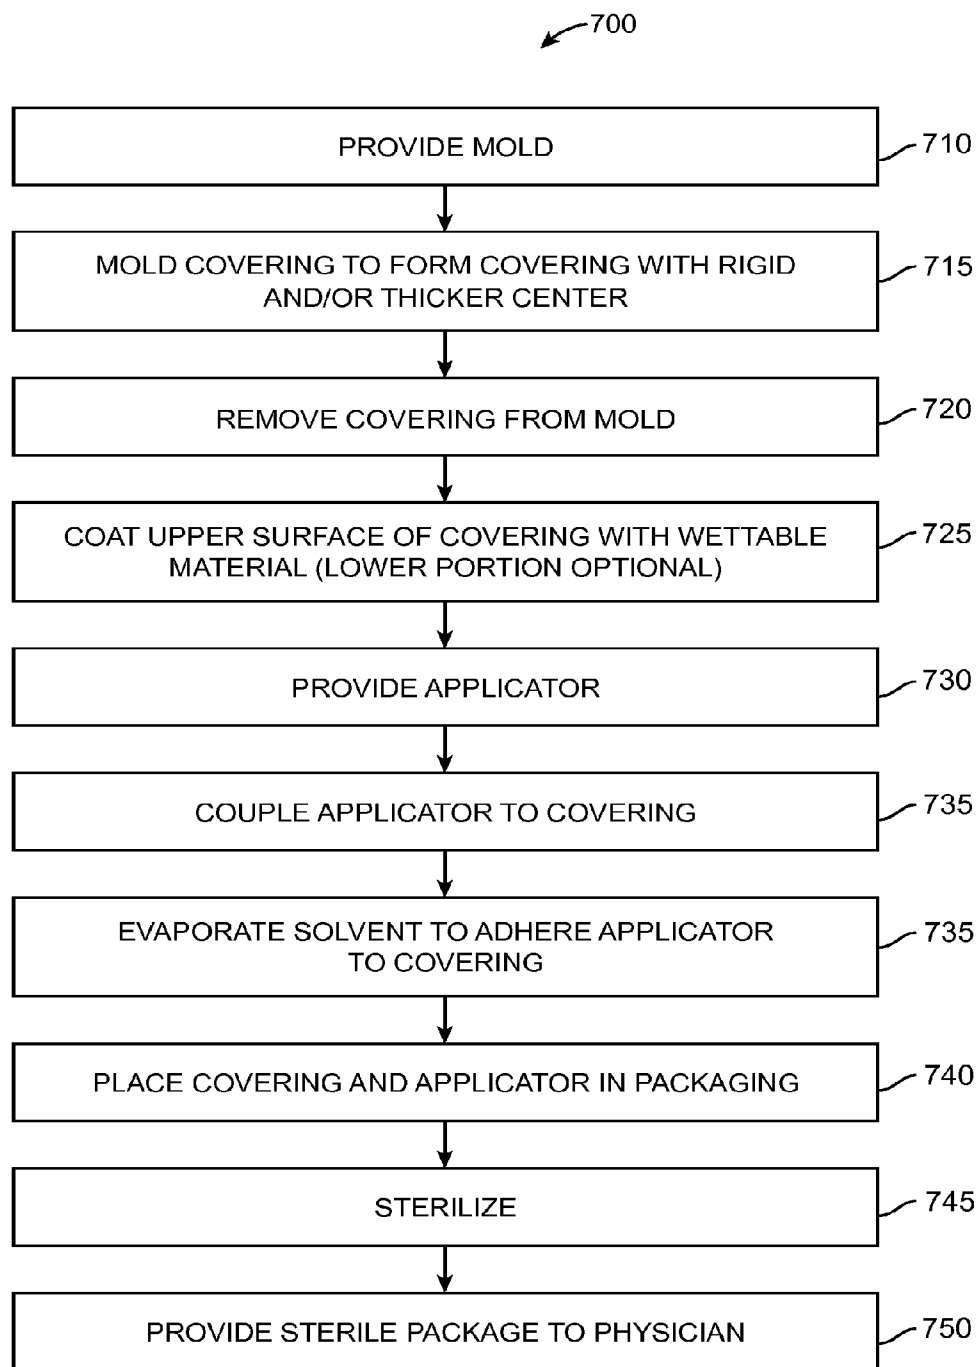 700
PROVIDE MOLD
710
MOLD COVERING TO FORM COVERING WITH RIGID
AND/OR THICKER CENTER
715
REMOVE COVERING FROM MOLD
720
COAT UPPER SURFACE OF COVERING WITH WETTABLE
MATERIAL (LOWER PORTION OPTIONAL)
725
PROVIDE APPLICATOR
730
COUPLE APPLICATOR TO COVERING
735
EVAPORATE SOLVENT TO ADHERE APPLICATOR
TO COVERING
735
PLACE COVERING AND APPLICATOR IN PACKAGING
740
STERILIZE
745
PROVIDE STERILE PACKAGE TO PHYSICIAN
750